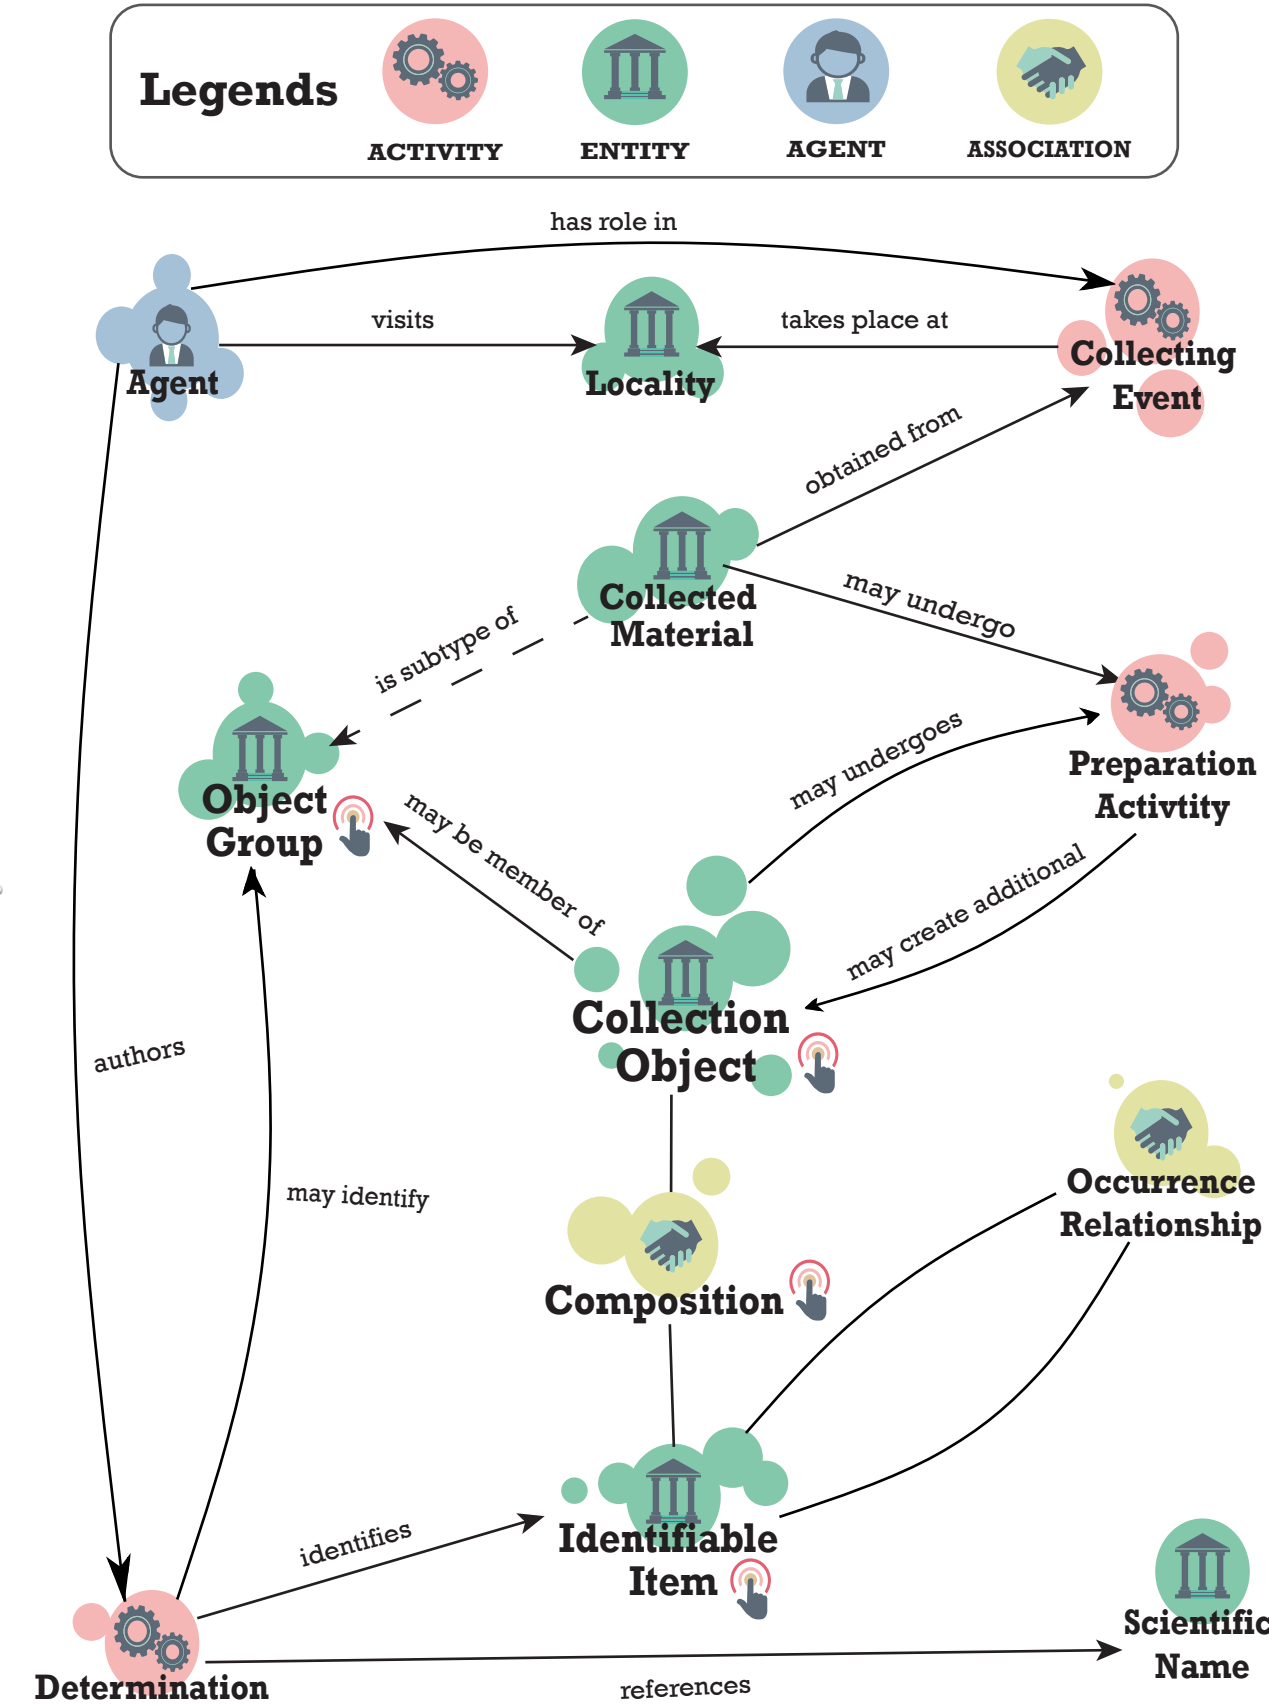 Legends
ACTIVITY
ENTITY
AGENT
ASSOCIATION
has role in
visits
takes place at
Agent
Locality
Collecting
Event
obtained from
Collected
Material
may undergo
is subtype of
Object
Group
may be member of
may undergoes
Preparation
Activtity
may create additional
Collection
Object
authors
may identify
Occurrence
Relationship
Composition
identifies
Identifiable
Item
Scientific
Name
Determination
references